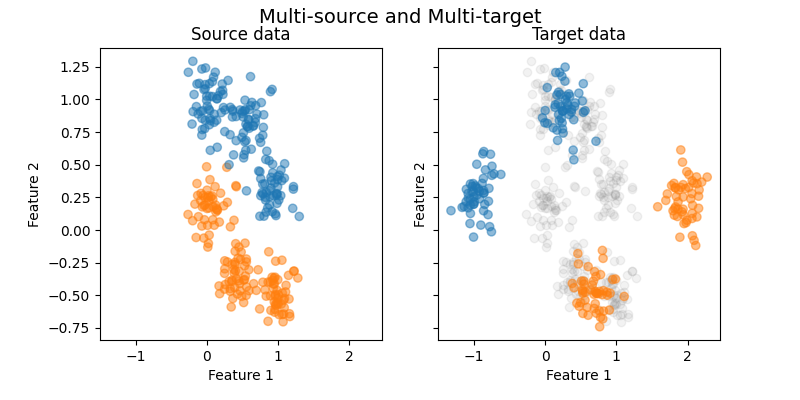 Multi-source and Multi-target
Source data
Target data
1.25
1.00
0.75
0.50
0.25
0.00
−0.25
−0.50
−0.75
Feature 2
Feature 2
−1 0 1 2
−1 0 1 2
Feature 1
Feature 1